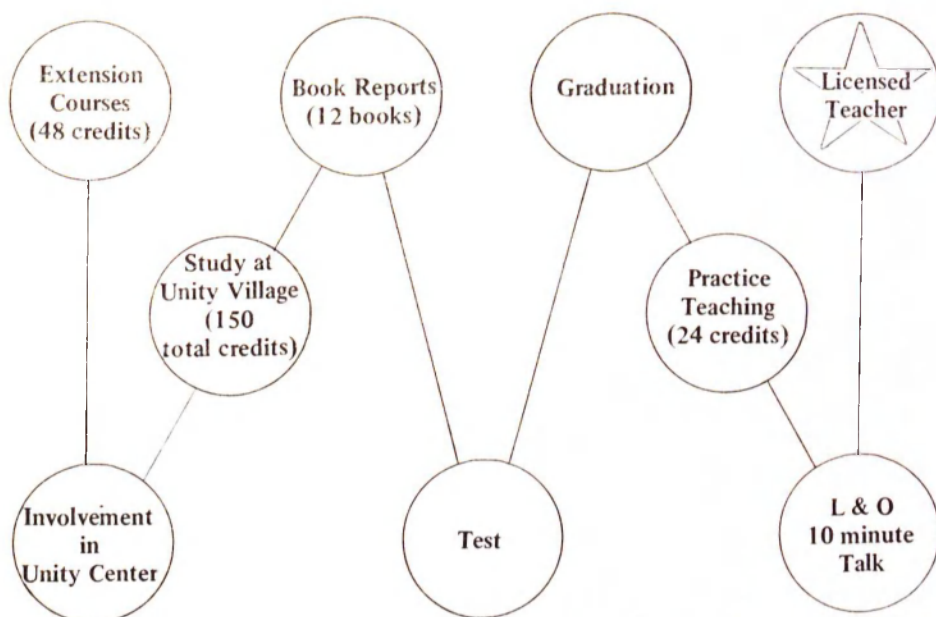 Extension
Courses
(48 credits)
Book Reports
(12 books)
Graduation
Licensed
Teacher
Study at
Unity Village
(150
total credits)
Practice
Teaching
(24 credits)
Involvement
in
Unity Center
Test
L & O
10 minute
Talk